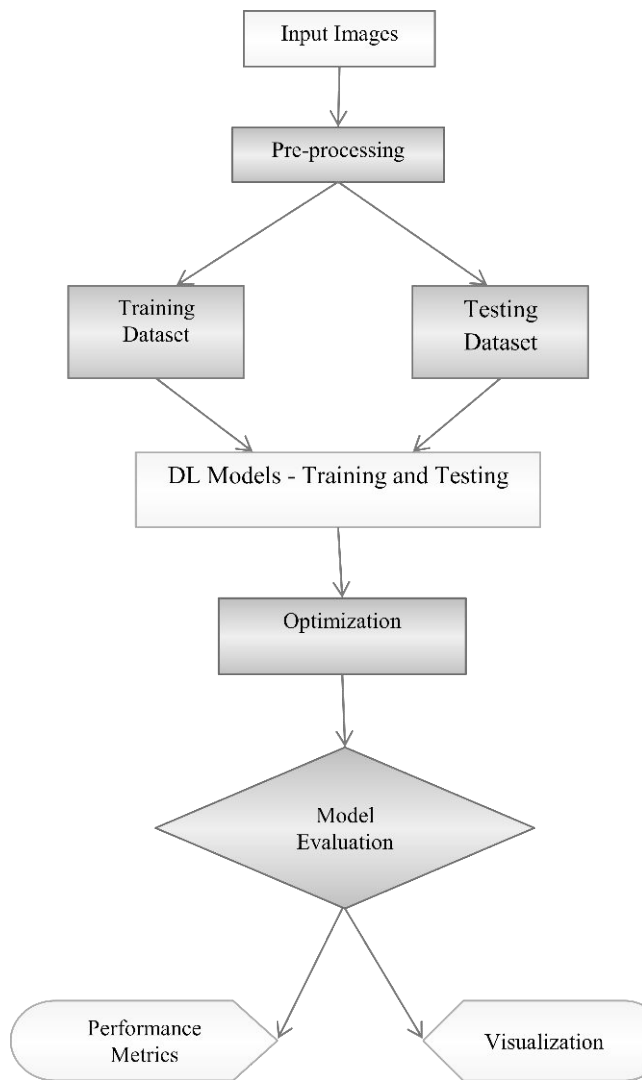 Input Images
Pre-processing
Training
Dataset
Testing
Dataset
DL Models - Training and Testing
Optimization
Model
Evaluation
Performance
Metrics
Visualization